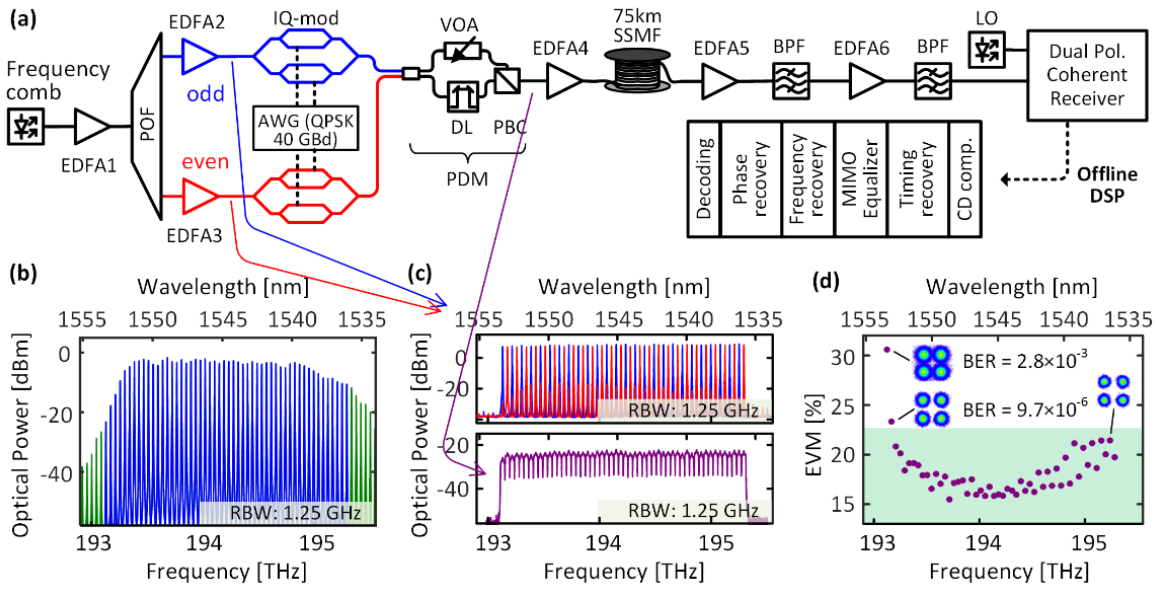 (a)
EDFA2
IQ-mod
VOA
75km
SSMF
LO
Frequency
comb
odd
EDFA4
EDFA5
BPF
EDFA6
BPF
Dual Pol.
Coherent
Receiver
POF
AWG (QPSK
40 GBd)
EDFA1
DL
PBC
even
PDM
EDFA3
Decoding
Phase
recovery
Frequency
recovery
MIMO
Equalizer
Timing
recovery
CD comp.
Offline
DSP
(b)
Wavelength [nm]
1555 1550 1545 1540 1535
Optical Power [dBm]
0
-20
-40
RBW: 1.25 GHz
193 194 195
Frequency [THz]
(c)
Wavelength [nm]
1555 1550 1545 1540 1535
Optical Power [dBm]
0
-20
RBW: 1.25 GHz
-20
-40
RBW: 1.25 GHz
193 194 195
Frequency [THz]
(d)
Wavelength [nm]
1555 1550 1545 1540 1535
EVM [%]
30
25
20
15
BER = 2.8×10⁻³
BER = 9.7×10⁻⁶
193 194 195
Frequency [THz]